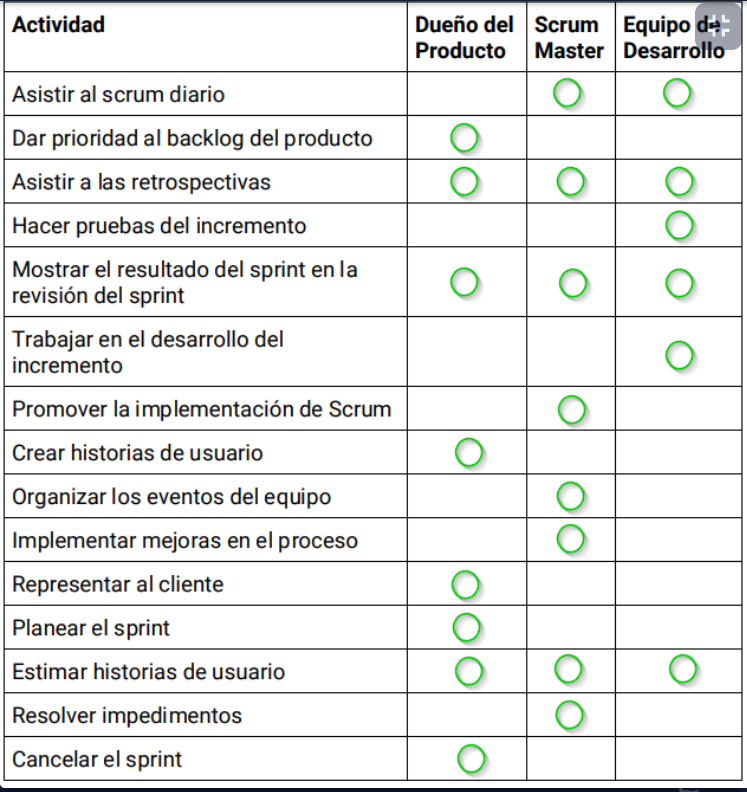 Actividad
Dueño del
Producto
Scrum
Master
Equipo de
Desarrollo
Asistir al scrum diario
Dar prioridad al backlog del producto
Asistir a las retrospectivas
Hacer pruebas del incremento
Mostrar el resultado del sprint en la
revisión del sprint
Trabajar en el desarrollo del
incremento
Promover la implementación de Scrum
Crear historias de usuario
Organizar los eventos del equipo
Implementar mejoras en el proceso
Representar al cliente
Planear el sprint
Estimar historias de usuario
Resolver impedimentos
Cancelar el sprint